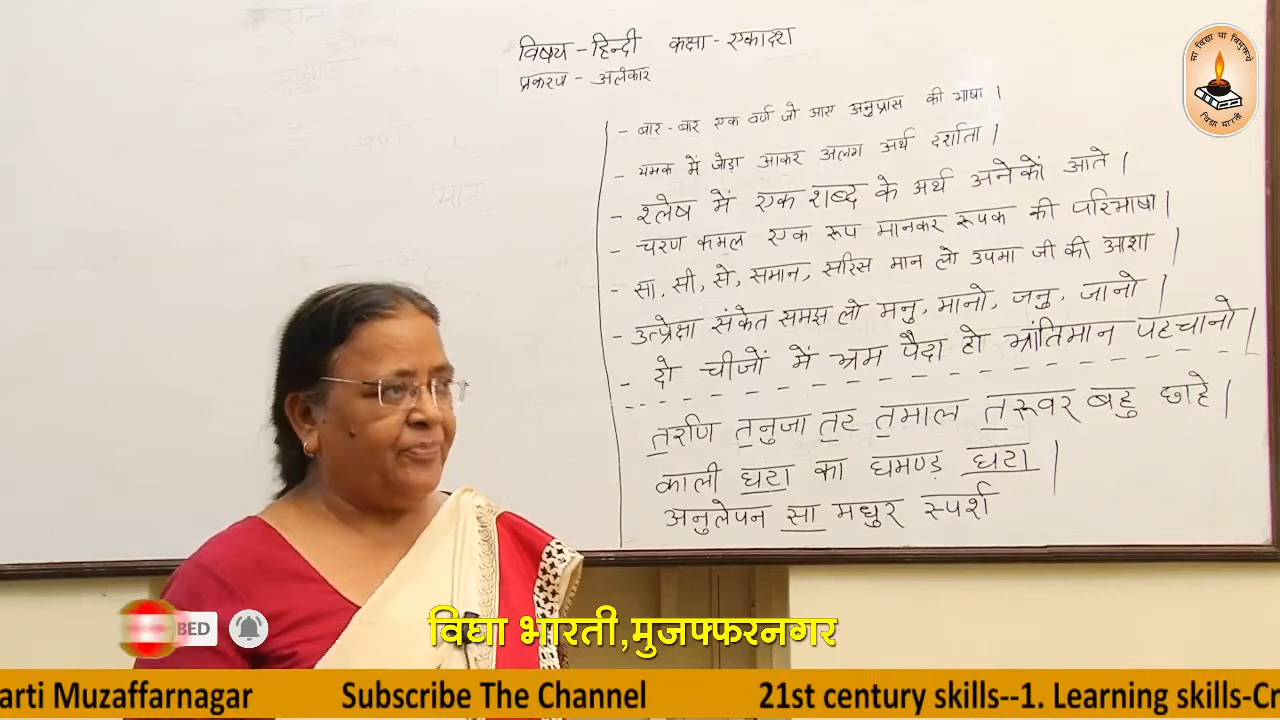 विषय - हिन्दी कक्षा - एकादश
प्रकरण - अलंकार
- बार - बार एक वर्ण जो आए अनुप्रास की भाषा ।
- यमक में जोड़ा आकर अलग अर्थ दर्शाता ।
- श्लेष में एक शब्द के अर्थ अनेकों आते ।
- चरण कमल एक रूप मानकर रूपक की परिभाषा ।
- सा, सी, से, समान, सरिस मान लो उपमा जी की आशा ।
- उत्प्रेक्षा संकेत समझ लो मनु, मानो, जनु, जानो ।
- दो चीजों में भ्रम पैदा हो भ्रांतिमान पहचानो ।
तरणि तनुजा तट तमाल तरूवर बहु छाहे ।
काली घटा का घमण्ड घटा ।
अनुलेपन सा मधुर स्पर्श
सा विद्या या विमुक्तये
विद्या भारती
BED
विद्या भारती,मुजफ्फरनगर
arti Muzaffarnagar Subscribe The Channel 21st century skills--1. Learning skills-Cr